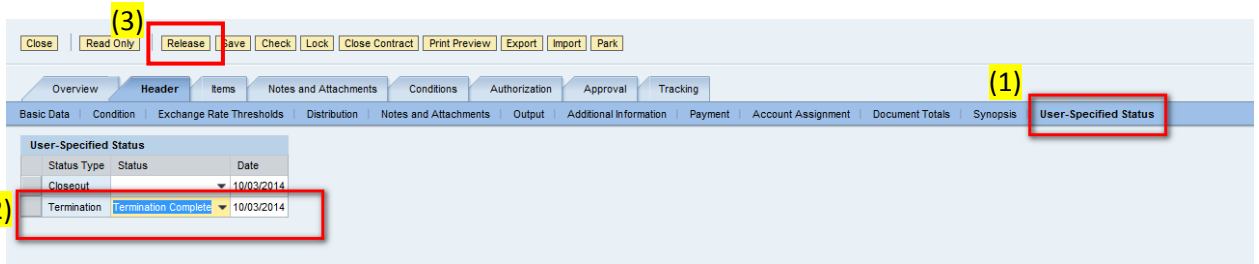 (3)
Close Read Only Release Save Check Lock Close Contract Print Preview Export Import Park
(1)
Overview Header Items Notes and Attachments Conditions Authorization Approval Tracking
Basic Data Condition Exchange Rate Thresholds Distribution Notes and Attachments Output Additional Information Payment Account Assignment Document Totals Synopsis User-Specified Status
User-Specified Status
Status Type Status Date
Closeout 10/03/2014
2) Termination Termination Complete 10/03/2014